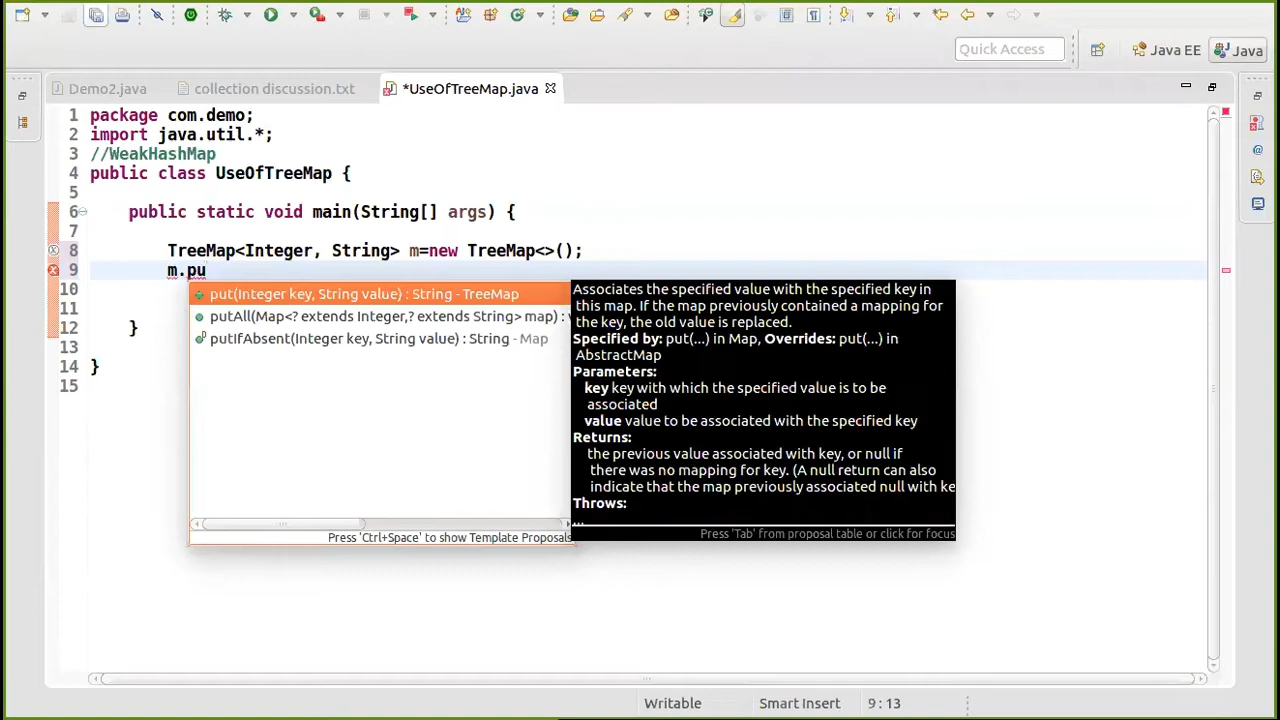 Quick Access
Java EE
Java
Demo2.java
collection discussion.txt
*UseOfTreeMap.java
1 package com.demo;
2 import java.util.*;
3 //WeakHashMap
4 public class UseOfTreeMap {
5
6 public static void main(String[] args) {
7
8 TreeMap<Integer, String> m=new TreeMap<>();
9 m.pu
10
11
12 }
13
14 }
15
put(Integer key, String value) : String - TreeMap
putAll(Map<? extends Integer,? extends String> map) : v
putIfAbsent(Integer key, String value) : String - Map
Press 'Ctrl+Space' to show Template Proposals
Associates the specified value with the specified key in
this map. If the map previously contained a mapping for
the key, the old value is replaced.
Specified by: put(...) in Map, Overrides: put(...) in
AbstractMap
Parameters:
key key with which the specified value is to be
associated
value value to be associated with the specified key
Returns:
the previous value associated with key, or null if
there was no mapping for key. (A null return can also
indicate that the map previously associated null with ke
Throws:
...
Press 'Tab' from proposal table or click for focus
Writable
Smart Insert
9 : 13